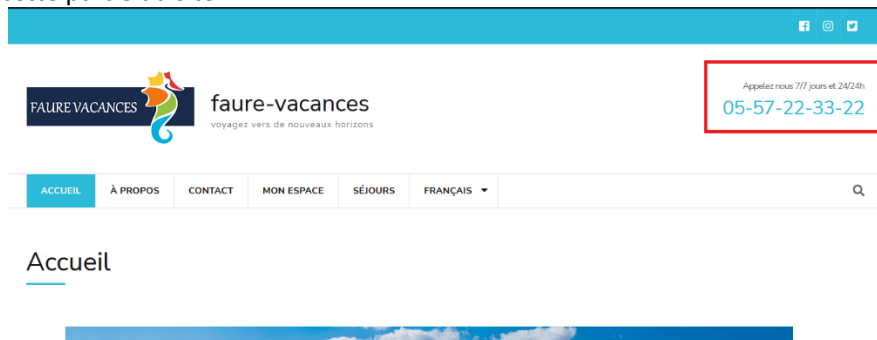 Appelez nous 7/7 jours et 24/24h
05-57-22-33-22
FAURE VACANCES
faure-vacances
voyagez vers de nouveaux horizons
ACCUEIL À PROPOS CONTACT MON ESPACE SÉJOURS FRANÇAIS
Accueil